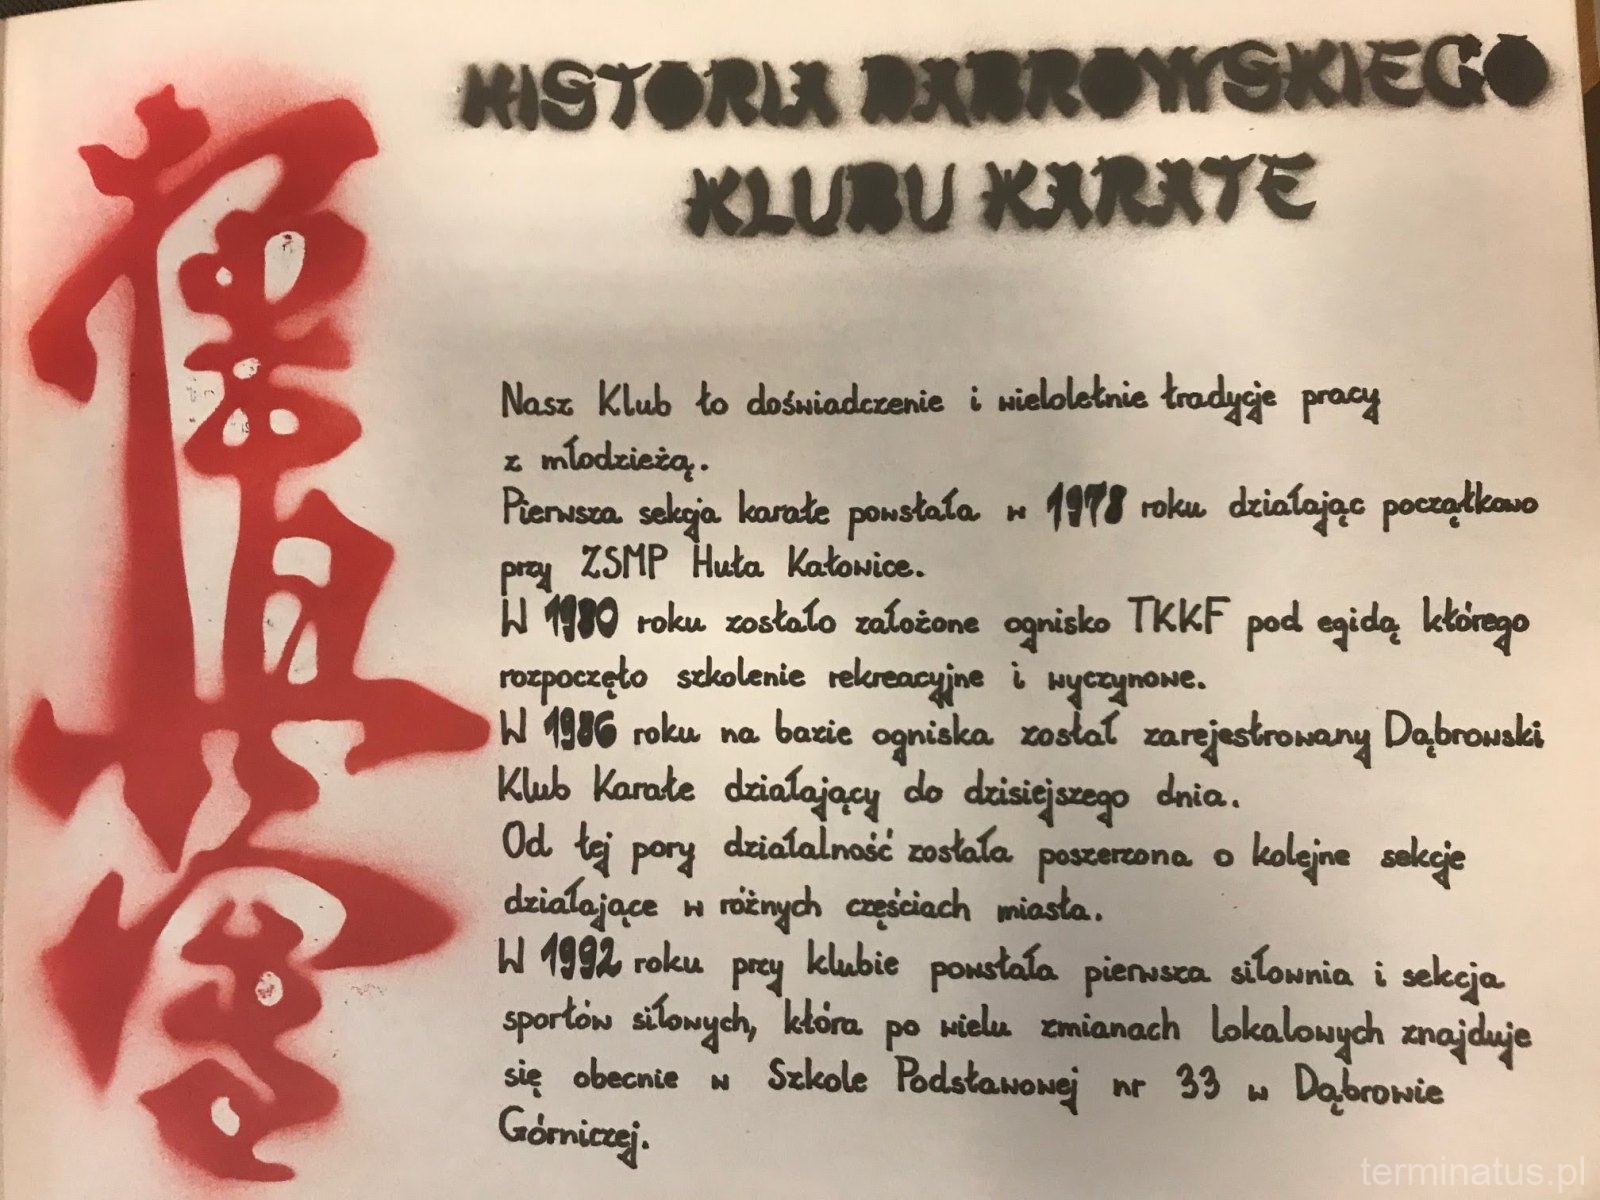 極真会
HISTORIA DĄBROWSKIEGO
KLUBU KARATE
Nasz Klub to doświadczenie i wieloletnie tradycje pracy
z młodzieżą.
Pierwsza sekcja karate powstała w 1978 roku działając początkowo
przy ZSMP Huta Katowice.
W 1980 roku zostało założone ognisko TKKF pod egidą którego
rozpoczęto szkolenie rekreacyjne i wyczynowe.
W 1986 roku na bazie ogniska został zarejestrowany Dąbrowski
Klub Karate działający do dzisiejszego dnia.
Od tej pory działalność została poszerzona o kolejne sekcje
działające w różnych częściach miasta.
W 1992 roku przy klubie powstała pierwsza siłownia i sekcja
sportów siłowych, która po wielu zmianach lokalowych znajduje
się obecnie w Szkole Podstawowej nr 33 w Dąbrowie
Górniczej.
terminatus.pl